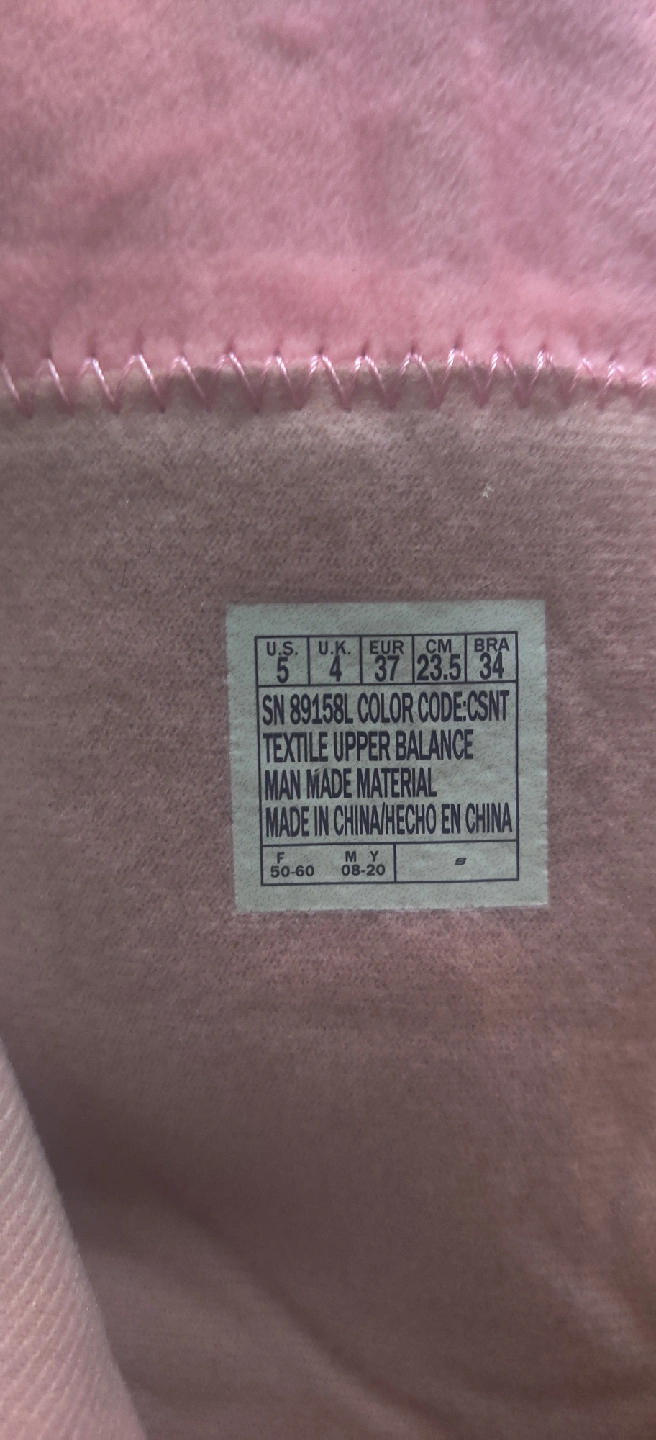 U.S. U.K. EUR CM BRA
5 4 37 23.5 34
SN 89158L COLOR CODE:CSNT
TEXTILE UPPER BALANCE
MAN MADE MATERIAL
MADE IN CHINA/HECHO EN CHINA
F M Y
50-60 08-20